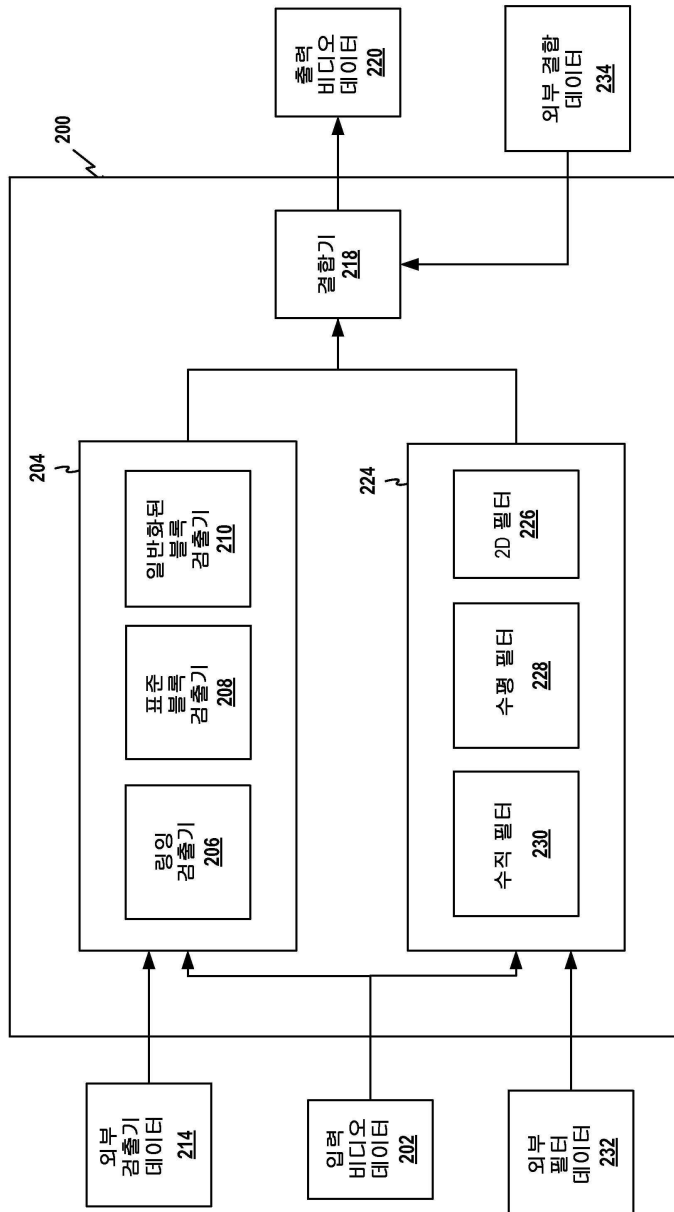 200
외부
검출기
데이터
214
입력
비디오
데이터
202
외부
필터
데이터
232
204
링잉
검출기
206
표준
블록
검출기
208
일반화된
블록
검출기
210
224
수직 필터
230
수평 필터
228
2D 필터
226
결합기
218
출력
비디오
데이터
220
외부 결합
데이터
234